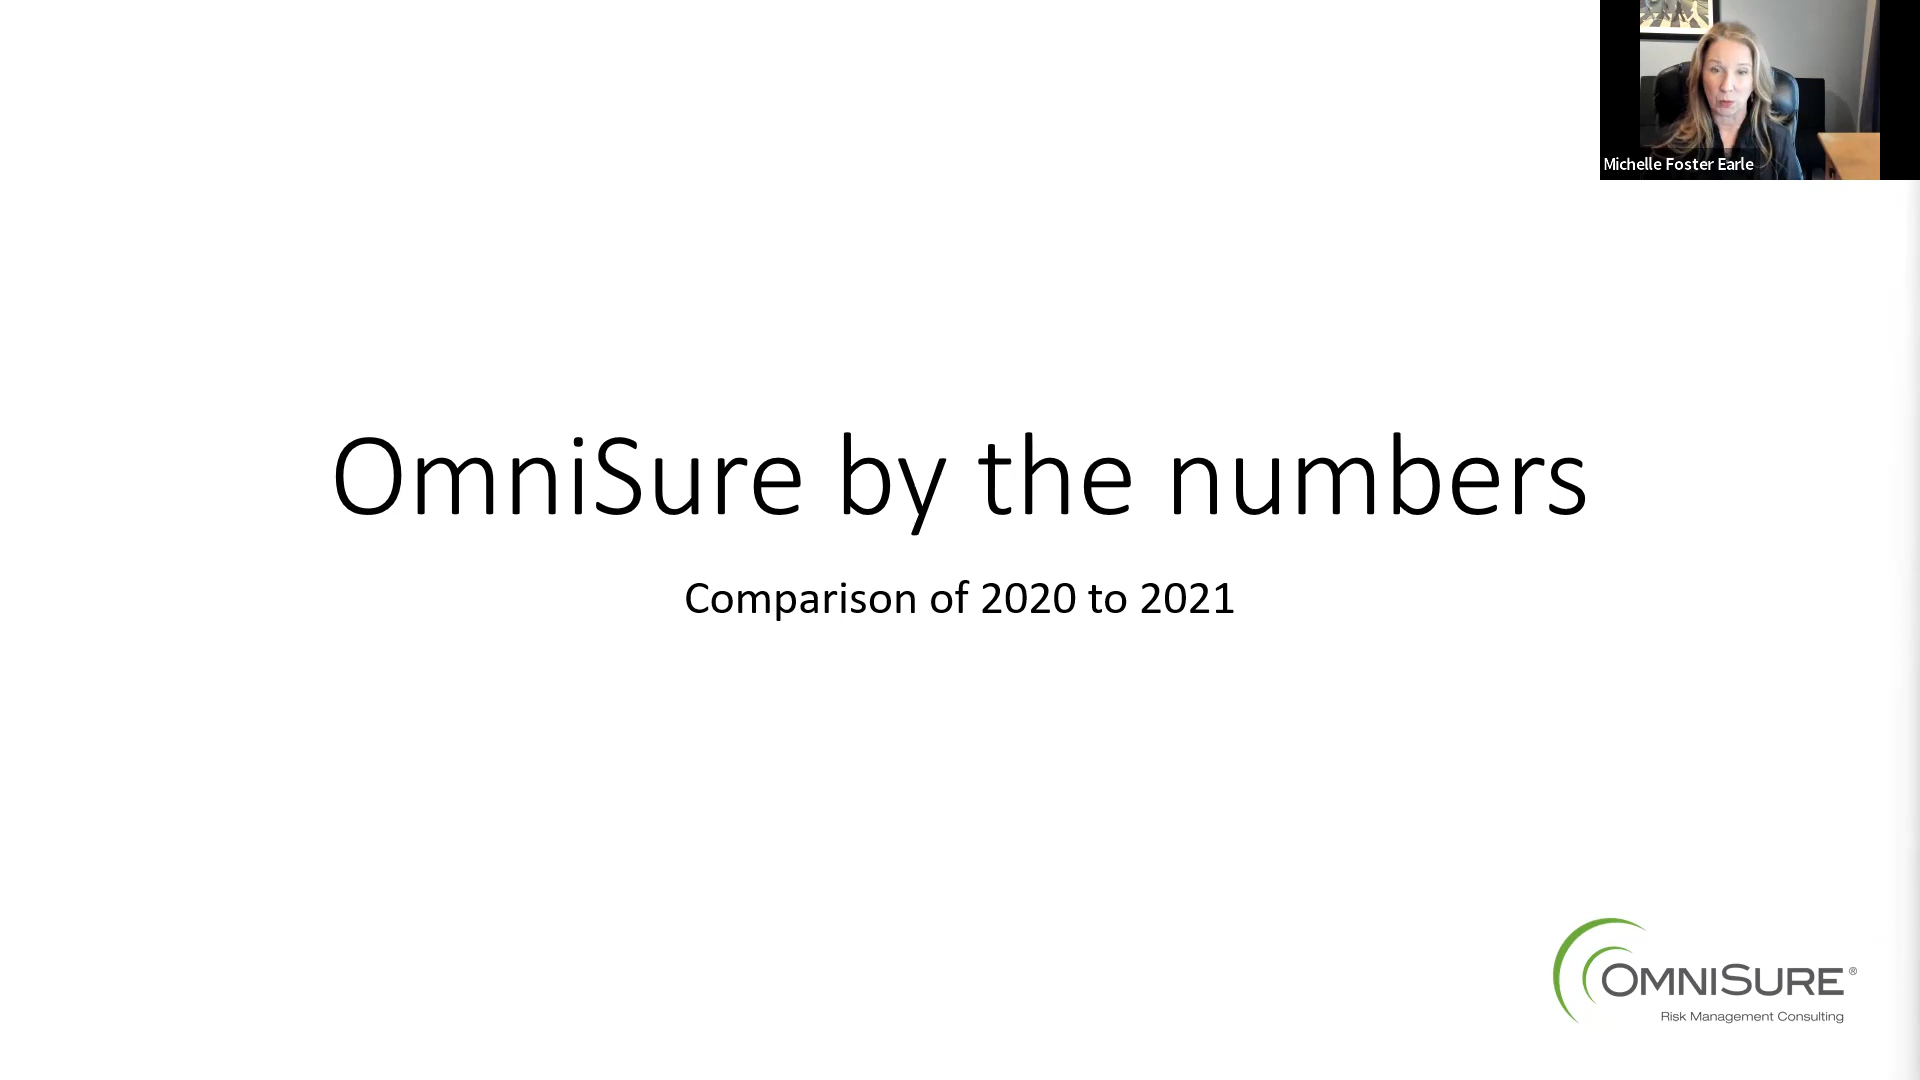 Michelle Foster Earle
OmniSure by the numbers
Comparison of 2020 to 2021
OMNISURE®
Risk Management Consulting